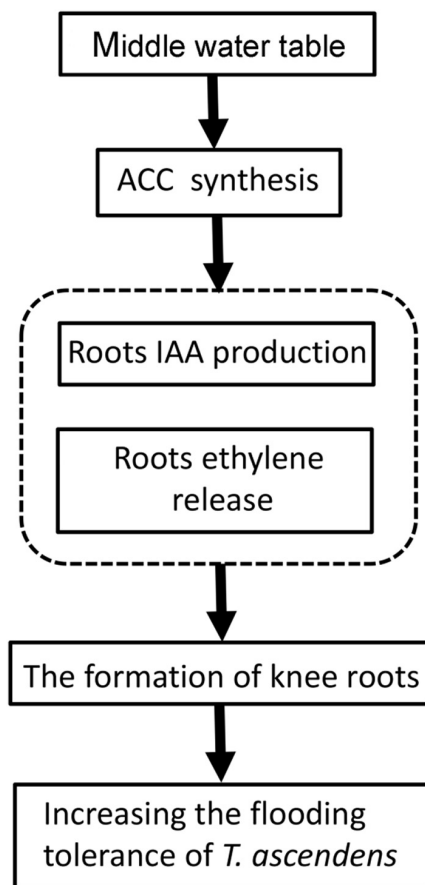 Middle water table
ACC synthesis
Roots IAA production
Roots ethylene
release
The formation of knee roots
Increasing the flooding
tolerance of T. ascendens